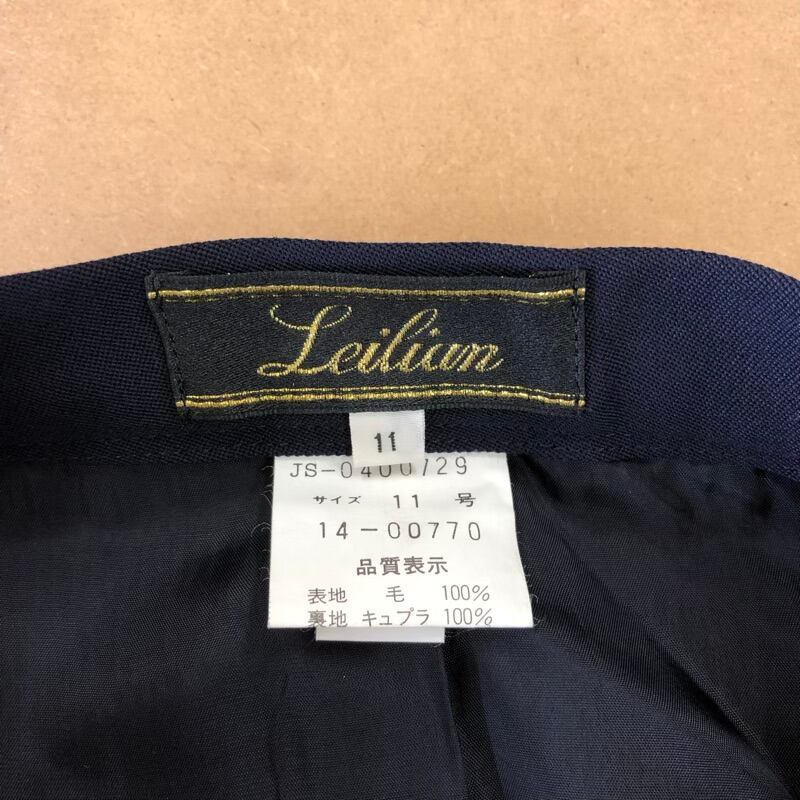 Leilian
11
JS-0400729
サイズ 11 号
14-00770
品質表示
表地 毛 100%
裏地 キュプラ 100%